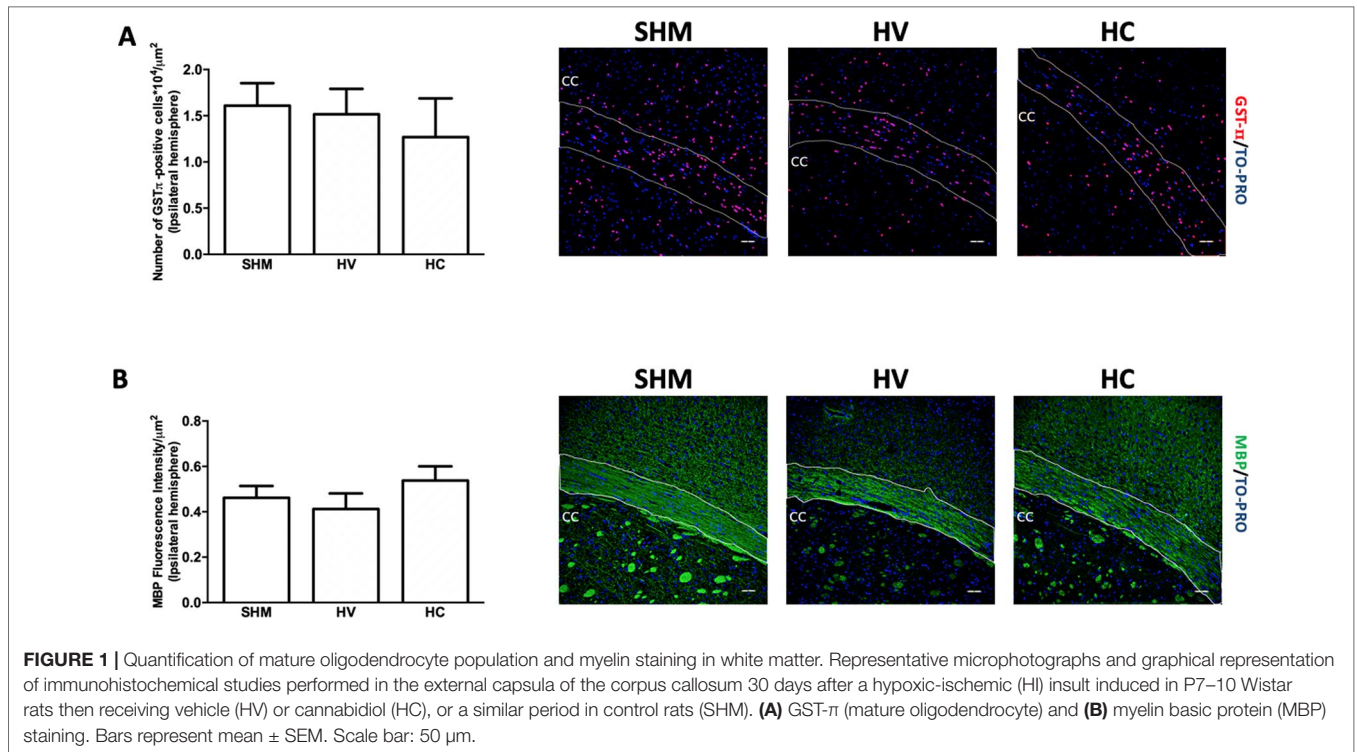 A
SHM
HV
HC
Number of GSTπ -positive cells*10⁴/µm²
(Ipsilateral hemisphere)
2.0
1.5
1.0
0.5
0.0
SHM
HV
HC
CC
CC
CC
GST-π/TO-PRO
B
SHM
HV
HC
MBP Fluorescence Intensity/µm²
(Ipsilateral hemisphere)
0.8
0.6
0.4
0.2
0.0
SHM
HV
HC
CC
CC
CC
MBP/TO-PRO
FIGURE 1 | Quantification of mature oligodendrocyte population and myelin staining in white matter. Representative microphotographs and graphical representation
of immunohistochemical studies performed in the external capsula of the corpus callosum 30 days after a hypoxic-ischemic (HI) insult induced in P7–10 Wistar
rats then receiving vehicle (HV) or cannabidiol (HC), or a similar period in control rats (SHM). (A) GST-π (mature oligodendrocyte) and (B) myelin basic protein (MBP)
staining. Bars represent mean ± SEM. Scale bar: 50 µm.